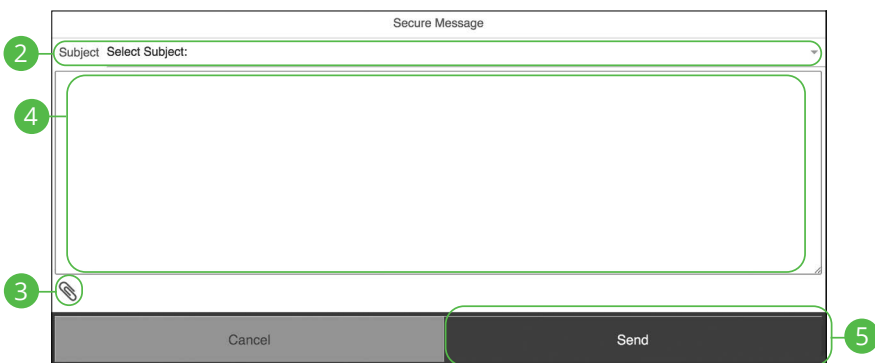 Secure Message
2 Subject Select Subject:
4
3
Cancel Send 5